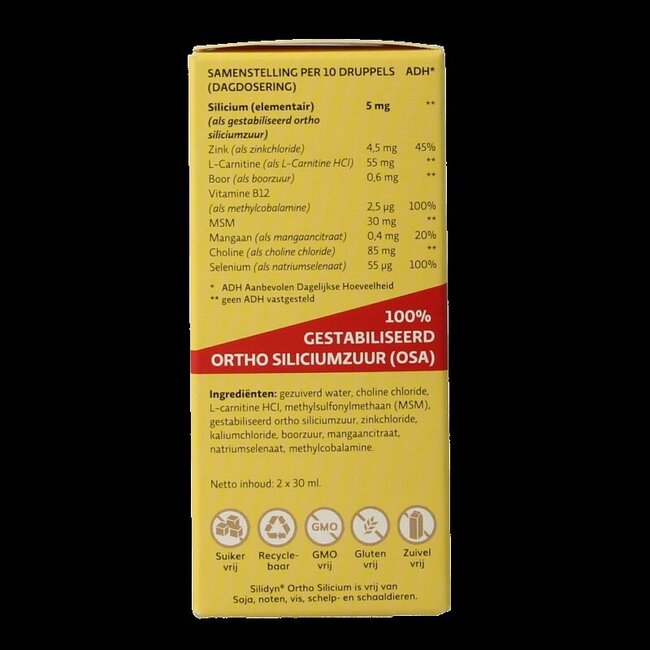 SAMENSTELLING PER 10 DRUPPELS ADH*
(DAGDOSERING)
Silicium (elementair) 5 mg **
(als gestabiliseerd ortho
siliciumzuur)
Zink (als zinkchloride) 4,5 mg 45%
L-Carnitine (als L-Carnitine HCl) 55 mg **
Boor (als boorzuur) 0,6 mg **
Vitamine B12
(als methylcobalamine) 2,5 µg 100%
MSM 30 mg **
Mangaan (als mangaancitraat) 0,4 mg 20%
Choline (als choline chloride) 85 mg **
Selenium (als natriumselenaat) 55 µg 100%
* ADH Aanbevolen Dagelijkse Hoeveelheid
** geen ADH vastgesteld
100%
GESTABILISEERD
ORTHO SILICIUMZUUR (OSA)
Ingrediënten: gezuiverd water, choline chloride,
L-carnitine HCl, methylsulfonylmethaan (MSM),
gestabiliseerd ortho siliciumzuur, zinkchloride,
kaliumchloride, boorzuur, mangaancitraat,
natriumselenaat, methylcobalamine.
Netto inhoud: 2 x 30 ml.
GMO
Suiker Recycle- GMO Gluten Zuivel
vrij baar vrij vrij vrij
Silidyn® Ortho Silicium is vrij van
Soja, noten, vis, schelp- en schaaldieren.